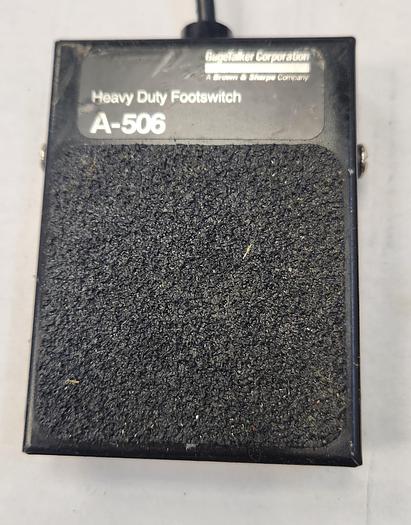 GageTalker Corporation
A Brown & Sharpe Company
Heavy Duty Footswitch
A-506